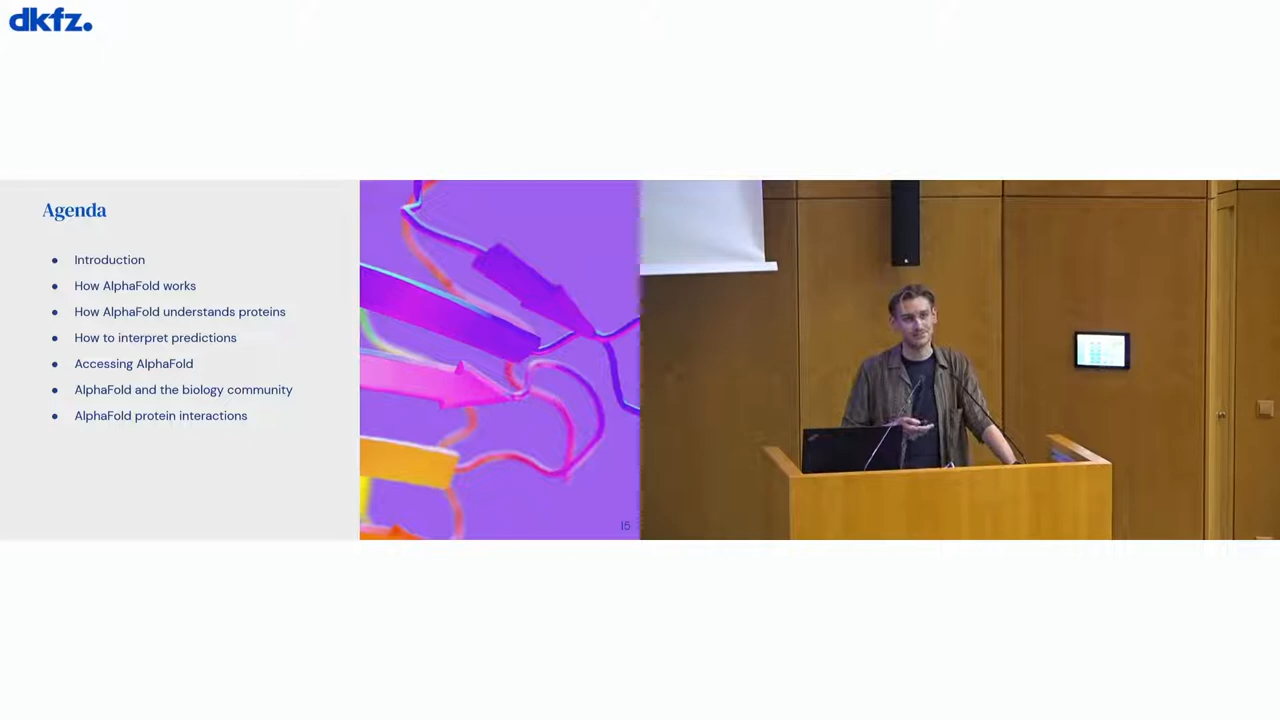 dkfz.
Agenda
● Introduction
● How AlphaFold works
● How AlphaFold understands proteins
● How to interpret predictions
● Accessing AlphaFold
● AlphaFold and the biology community
● AlphaFold protein interactions
15